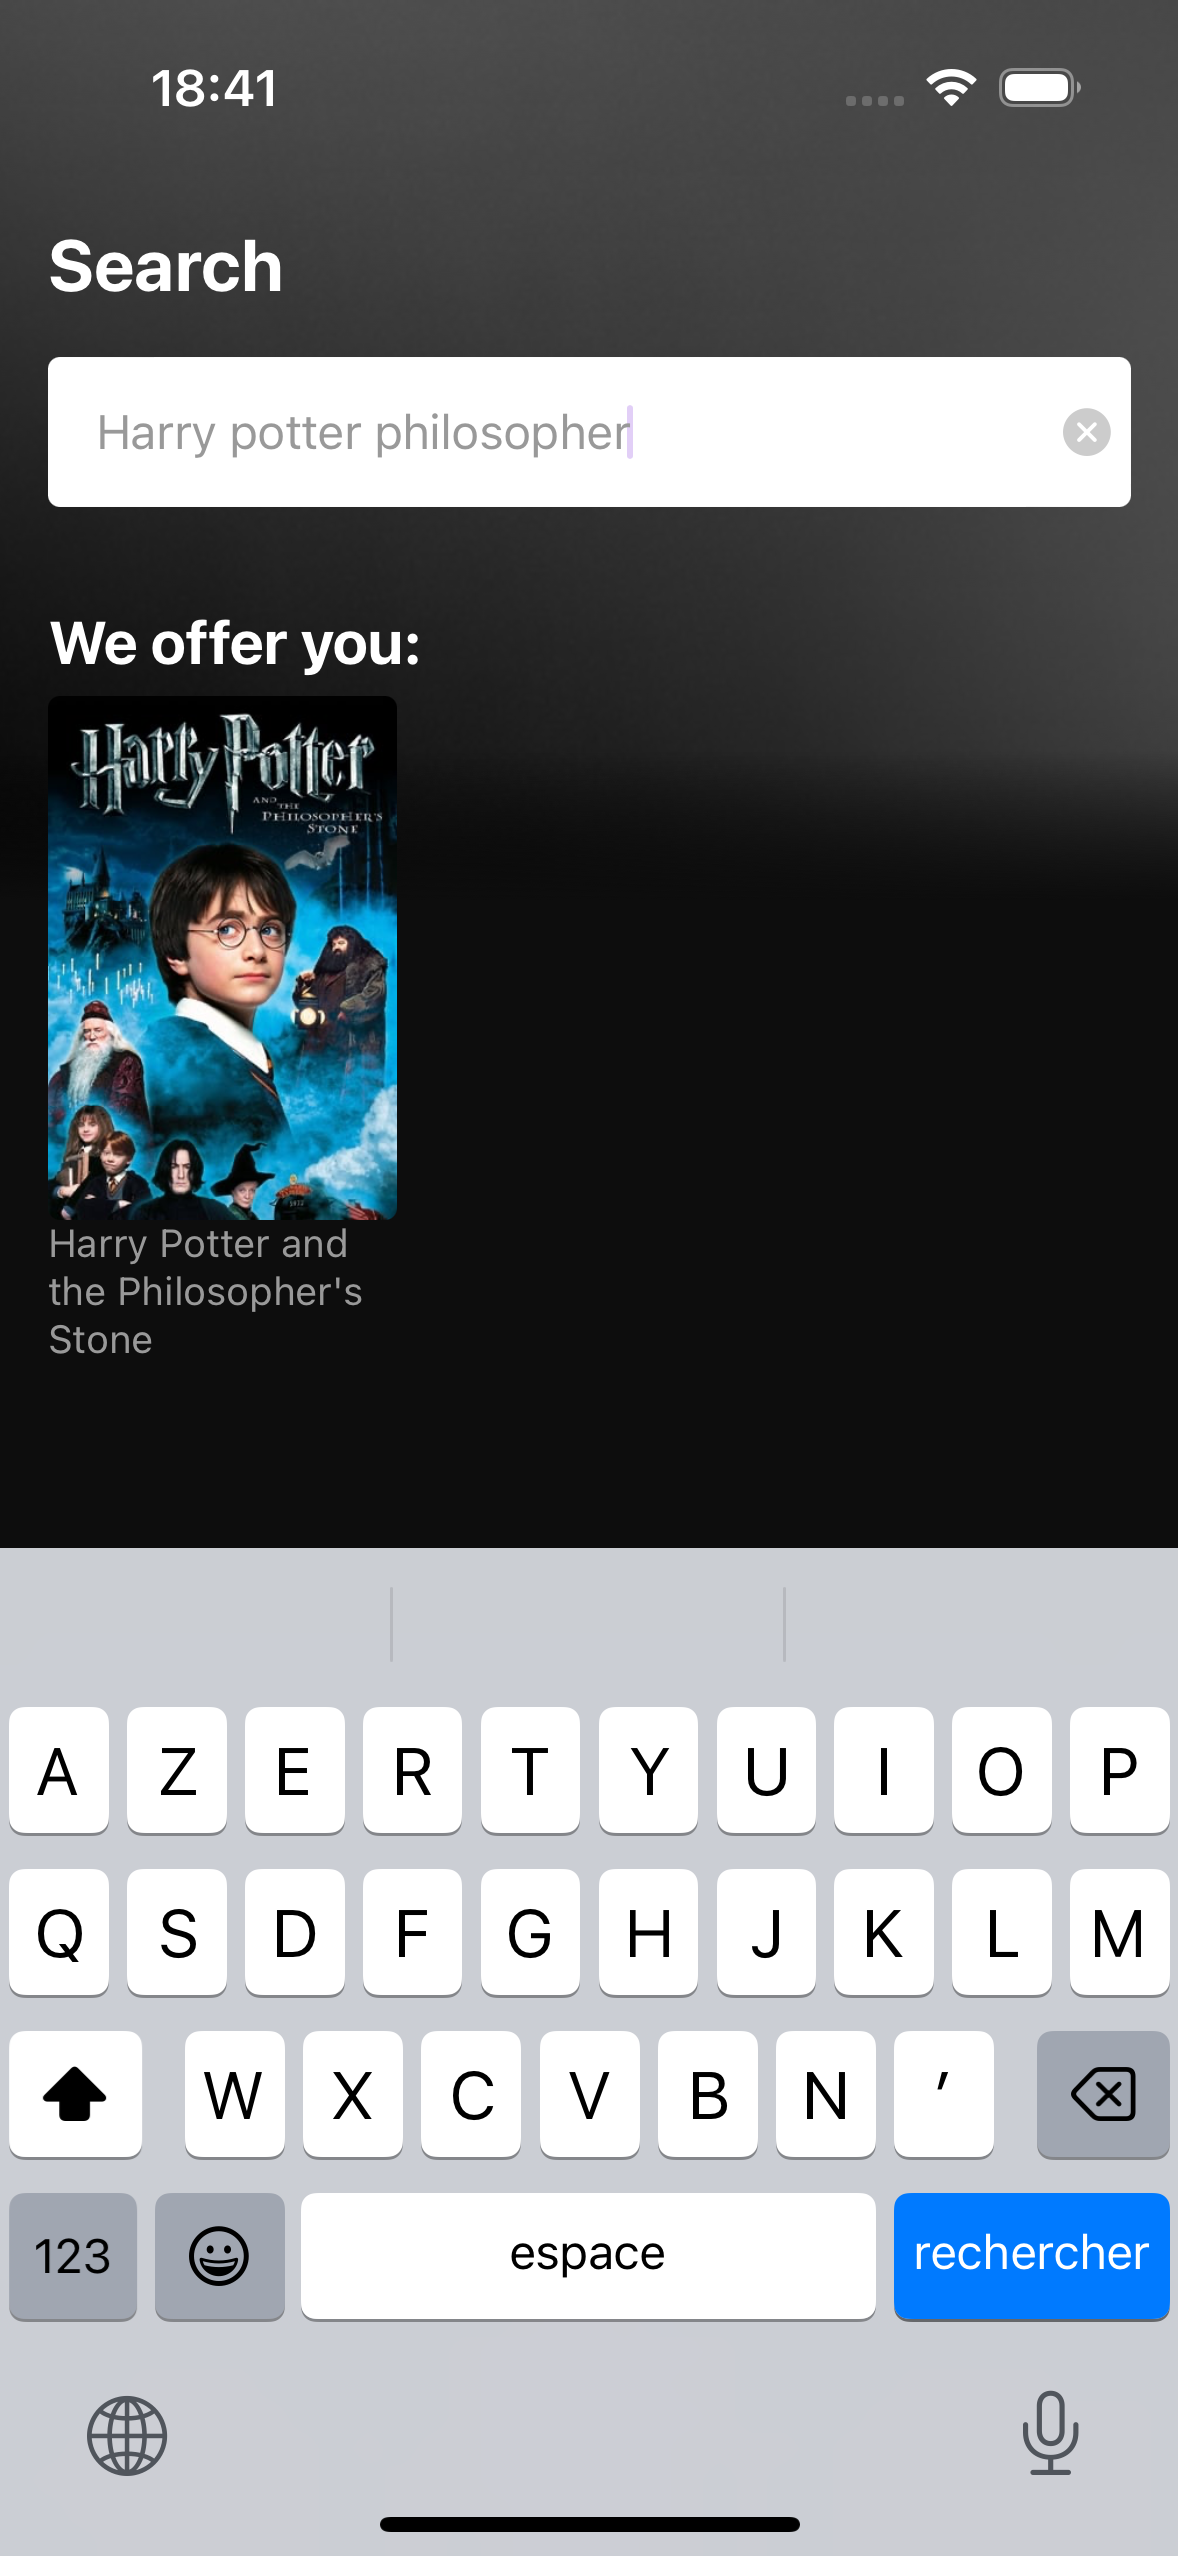 18:41
Search
Harry potter philosopher
We offer you:
Harry Potter
AND THE
PHILOSOPHER'S
STONE
Harry Potter and
the Philosopher's
Stone
A Z E R T Y U I O P
Q S D F G H J K L M
W X C V B N ′
123 espace rechercher